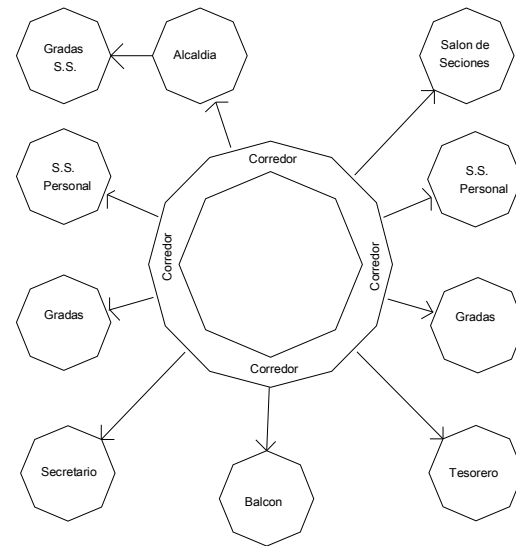 Gradas
S.S.
Alcaldia
Salon de
Seciones
Corredor
S.S.
Personal
S.S.
Personal
Corredor
Corredor
Gradas
Gradas
Corredor
Secretario
Balcon
Tesorero